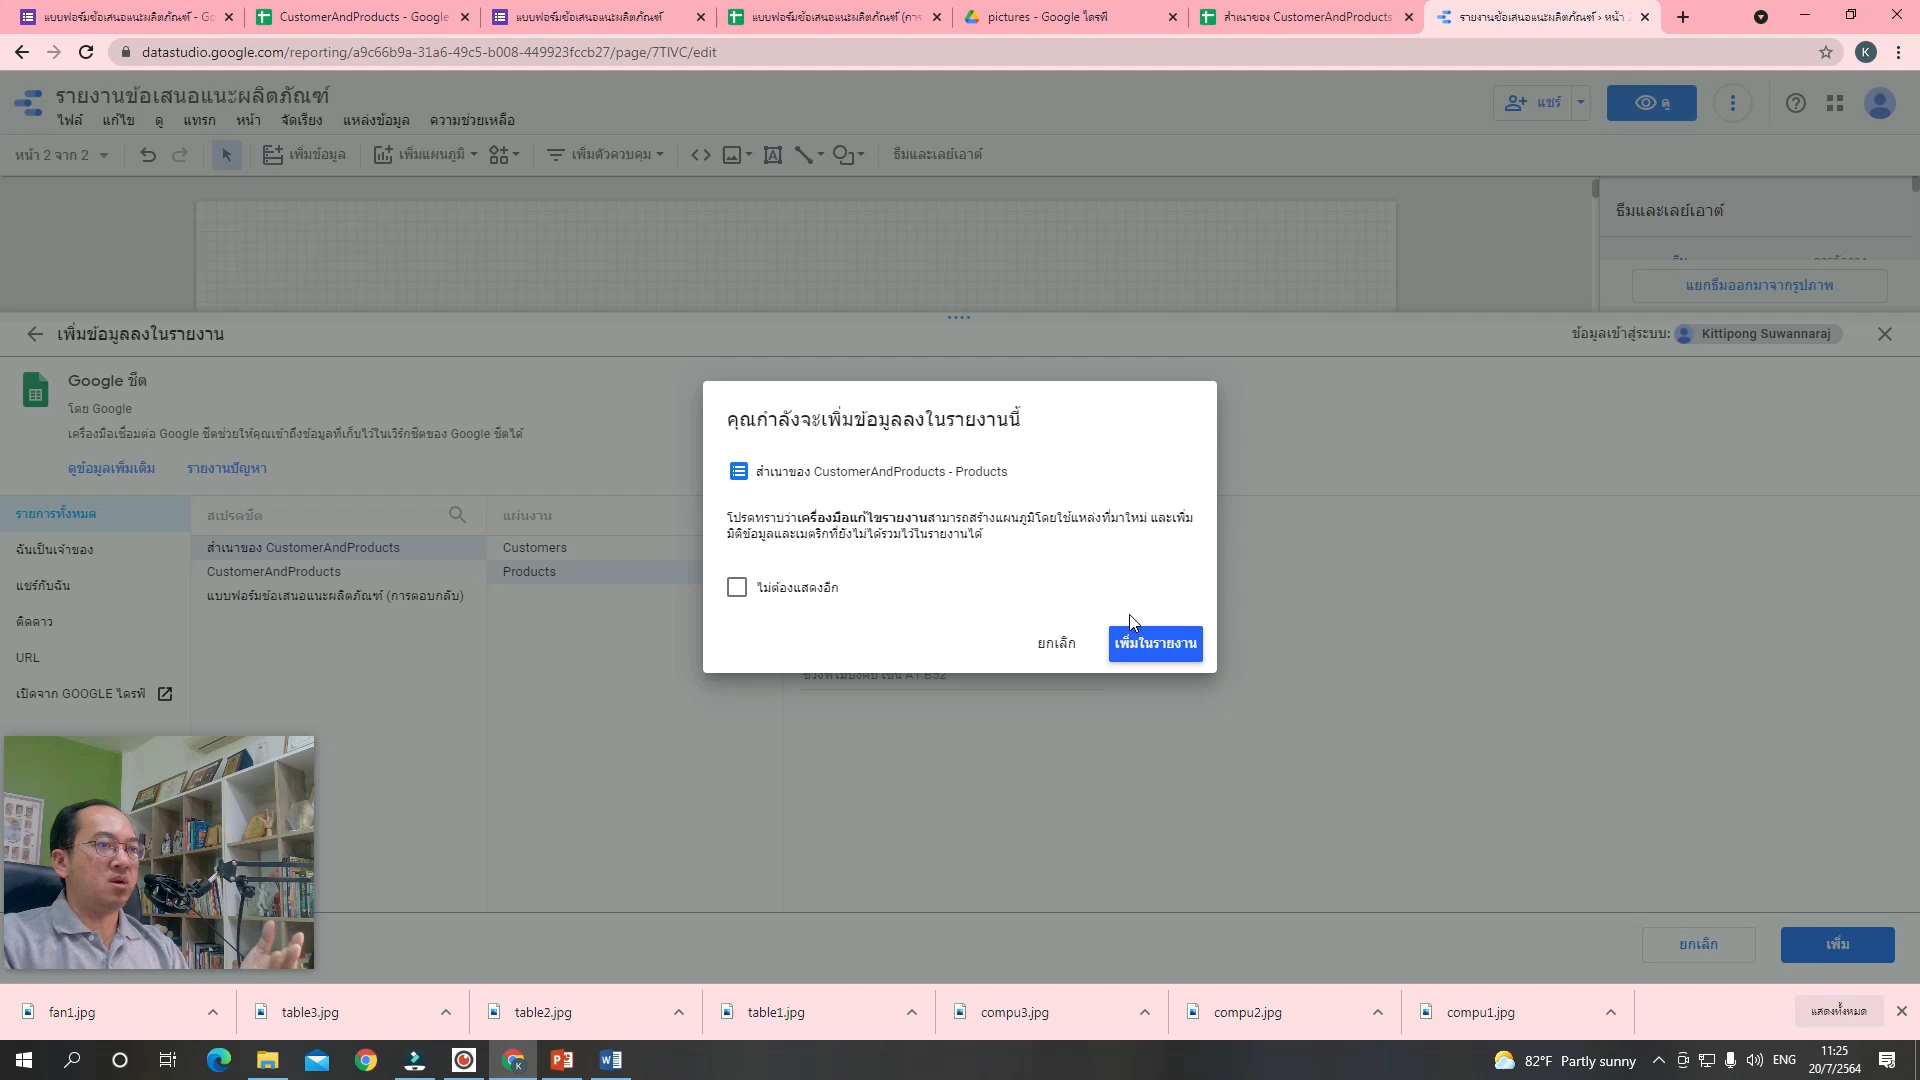 แบบฟอร์มข้อเสนอแนะผลิตภัณฑ์ - Go
CustomerAndProducts - Google
แบบฟอร์มข้อเสนอแนะผลิตภัณฑ์
แบบฟอร์มข้อเสนอแนะผลิตภัณฑ์ (การ
pictures - Google ไดรฟ์
สำเนาของ CustomerAndProducts
รายงานข้อเสนอแนะผลิตภัณฑ์ › หน้า 2
datastudio.google.com/reporting/a9c66b9a-31a6-49c5-b008-449923fccb27/page/7TIVC/edit
K
รายงานข้อเสนอแนะผลิตภัณฑ์
ไฟล์ แก้ไข ดู แทรก หน้า จัดเรียง แหล่งข้อมูล ความช่วยเหลือ
แชร์
ดู
หน้า 2 จาก 2
เพิ่มข้อมูล
เพิ่มแผนภูมิ
เพิ่มตัวควบคุม
ธีมและเลย์เอาต์
ธีมและเลย์เอาต์
แยกธีมออกมาจากรูปภาพ
เพิ่มข้อมูลลงในรายงาน
ข้อมูลเข้าสู่ระบบ: Kittipong Suwannaraj
Google ชีต
โดย Google
เครื่องมือเชื่อมต่อ Google ชีตช่วยให้คุณเข้าถึงข้อมูลที่เก็บไว้ในเวิร์กชีตของ Google ชีตได้
ดูข้อมูลเพิ่มเติม รายงานปัญหา
รายการทั้งหมด
ฉันเป็นเจ้าของ
แชร์กับฉัน
ติดดาว
URL
เปิดจาก GOOGLE ไดรฟ์
สเปรดชีต
สำเนาของ CustomerAndProducts
CustomerAndProducts
แบบฟอร์มข้อเสนอแนะผลิตภัณฑ์ (การตอบกลับ)
แผ่นงาน
Customers
Products
คุณกำลังจะเพิ่มข้อมูลลงในรายงานนี้
สำเนาของ CustomerAndProducts - Products
โปรดทราบว่าเครื่องมือแก้ไขรายงานสามารถสร้างแผนภูมิโดยใช้แหล่งที่มาใหม่ และเพิ่ม
มิติข้อมูลและเมตริกที่ยังไม่ได้รวมไว้ในรายงานได้
ไม่ต้องแสดงอีก
ยกเลิก
เพิ่มในรายงาน
ช่วงที่ไม่บังคับ เช่น A1:B52
ยกเลิก
เพิ่ม
fan1.jpg
table3.jpg
table2.jpg
table1.jpg
compu3.jpg
compu2.jpg
compu1.jpg
แสดงทั้งหมด
82°F Partly sunny
ENG
11:25
20/7/2564